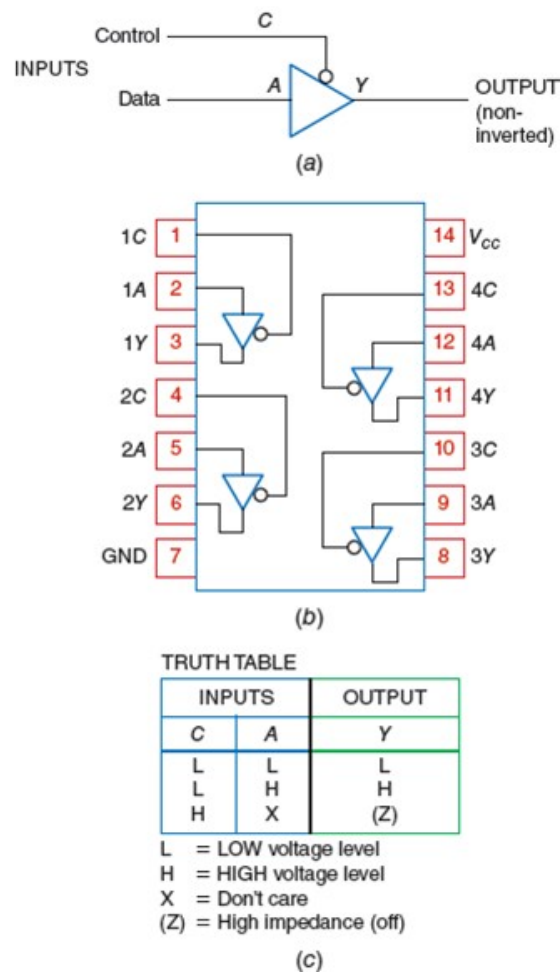 C
Control
INPUTS
Data
A
Y
OUTPUT
(non-
inverted)
(a)
1C 1 14 VCC
1A 2 13 4C
1Y 3 12 4A
2C 4 11 4Y
2A 5 10 3C
2Y 6 9 3A
GND 7 8 3Y
(b)
TRUTH TABLE
INPUTS OUTPUT
C A Y
L L L
L H H
H X (Z)
L = LOW voltage level
H = HIGH voltage level
X = Don't care
(Z) = High impedance (off)
(c)